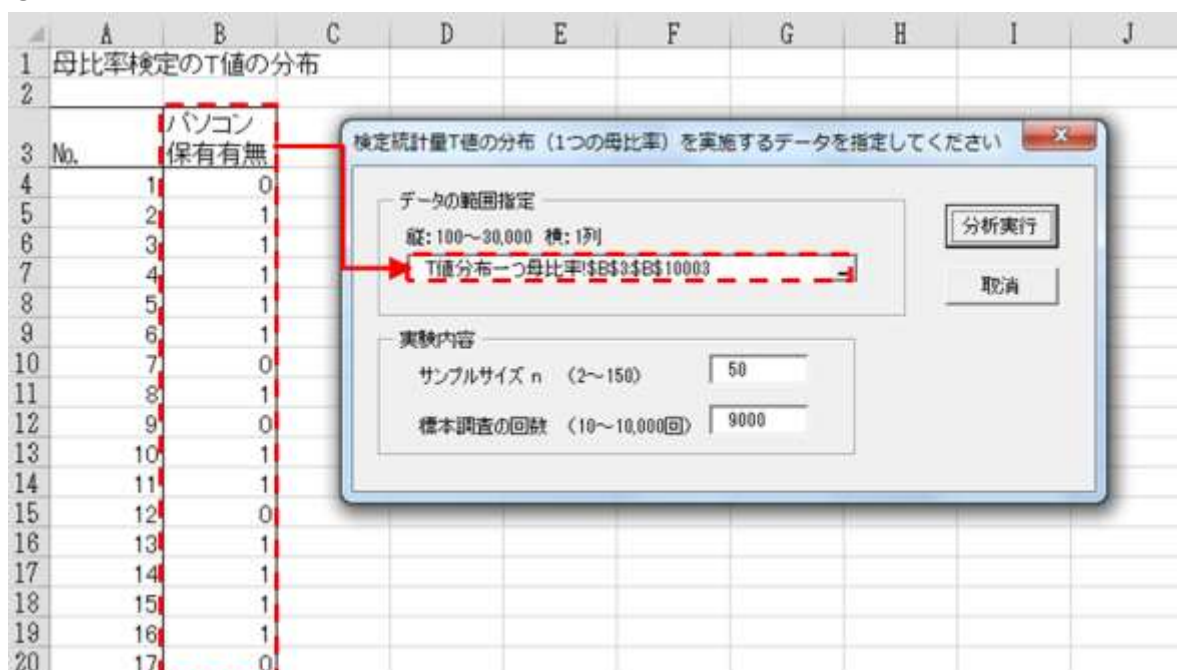 A B C D E F G H I J
1 母比率検定のT値の分布
2
パソコン
3 No. 保有有無
4 1 0
5 2 1
6 3 1
7 4 1
8 5 1
9 6 1
10 7 0
11 8 1
12 9 0
13 10 1
14 11 1
15 12 0
16 13 1
17 14 1
18 15 1
19 16 1
20 17 0
検定統計量T値の分布（1つの母比率）を実施するデータを指定してください
データの範囲指定
縦:100～30,000 横:1列
T値分布一つ母比率!$B$3:$B$10003
分析実行
取消
実験内容
サンプルサイズ n （2～150） 50
標本調査の回数 （10～10,000回） 9000